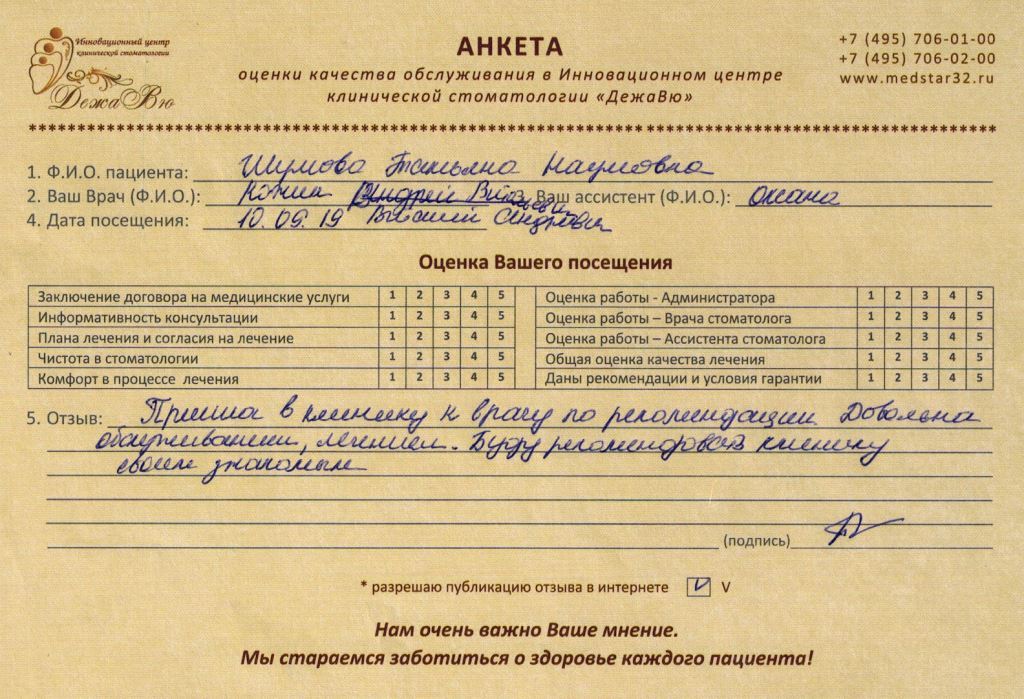 Инновационный центр
клинической стоматологии
ДежаВю
АНКЕТА
оценки качества обслуживания в Инновационном центре
клинической стоматологии «ДежаВю»
+7 (495) 706-01-00
+7 (495) 706-02-00
www.medstar32.ru
1. Ф.И.О. пациента: Шумова Татьяна Наумовна
2. Ваш Врач (Ф.И.О.): Андрей Ваш ассистент (Ф.И.О.): Оксана
4. Дата посещения: 10.09.19
Оценка Вашего посещения
Заключение договора на медицинские услуги 1 2 3 4 5
Информативность консультации 1 2 3 4 5
Плана лечения и согласия на лечение 1 2 3 4 5
Чистота в стоматологии 1 2 3 4 5
Комфорт в процессе лечения 1 2 3 4 5
Оценка работы - Администратора 1 2 3 4 5
Оценка работы – Врача стоматолога 1 2 3 4 5
Оценка работы – Ассистента стоматолога 1 2 3 4 5
Общая оценка качества лечения 1 2 3 4 5
Даны рекомендации и условия гарантии 1 2 3 4 5
5. Отзыв: Пришла в клинику к врачу по рекомендации. Довольна
обслуживанием, лечением. Буду рекомендовать клинику
своим знакомым
(подпись)
* разрешаю публикацию отзыва в интернете V V
Нам очень важно Ваше мнение.
Мы стараемся заботиться о здоровье каждого пациента!